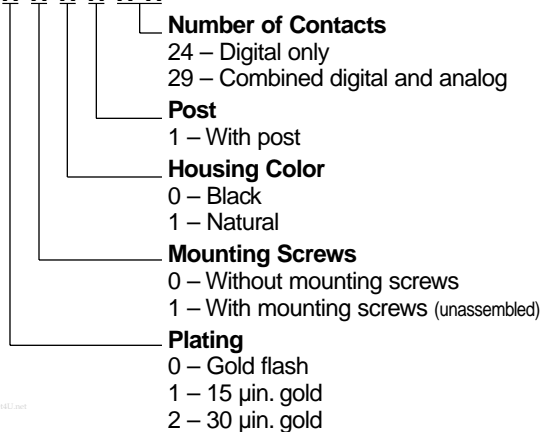 Number of Contacts
24 – Digital only
29 – Combined digital and analog
Post
1 – With post
Housing Color
0 – Black
1 – Natural
Mounting Screws
0 – Without mounting screws
1 – With mounting screws (unassembled)
Plating
0 – Gold flash
1 – 15 µin. gold
2 – 30 µin. gold